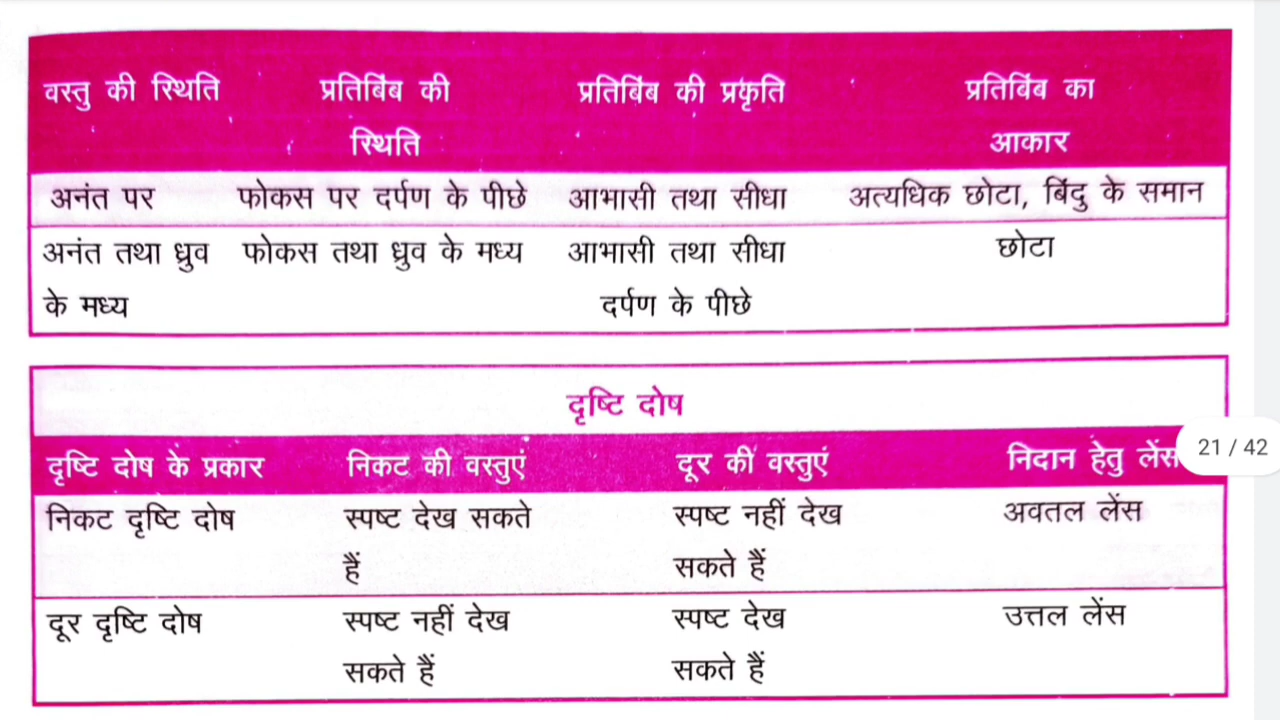 वस्तु की स्थिति प्रतिबिंब की प्रतिबिंब की प्रकृति प्रतिबिंब का
स्थिति आकार
अनंत पर फोकस पर दर्पण के पीछे आभासी तथा सीधा अत्यधिक छोटा, बिंदु के समान
अनंत तथा ध्रुव फोकस तथा ध्रुव के मध्य आभासी तथा सीधा छोटा
के मध्य दर्पण के पीछे
दृष्टि दोष
दृष्टि दोष के प्रकार निकट की वस्तुएं दूर की वस्तुएं निदान हेतु लेंस
21 / 42
निकट दृष्टि दोष स्पष्ट देख सकते स्पष्ट नहीं देख अवतल लेंस
हैं सकते हैं
दूर दृष्टि दोष स्पष्ट नहीं देख स्पष्ट देख उत्तल लेंस
सकते हैं सकते हैं